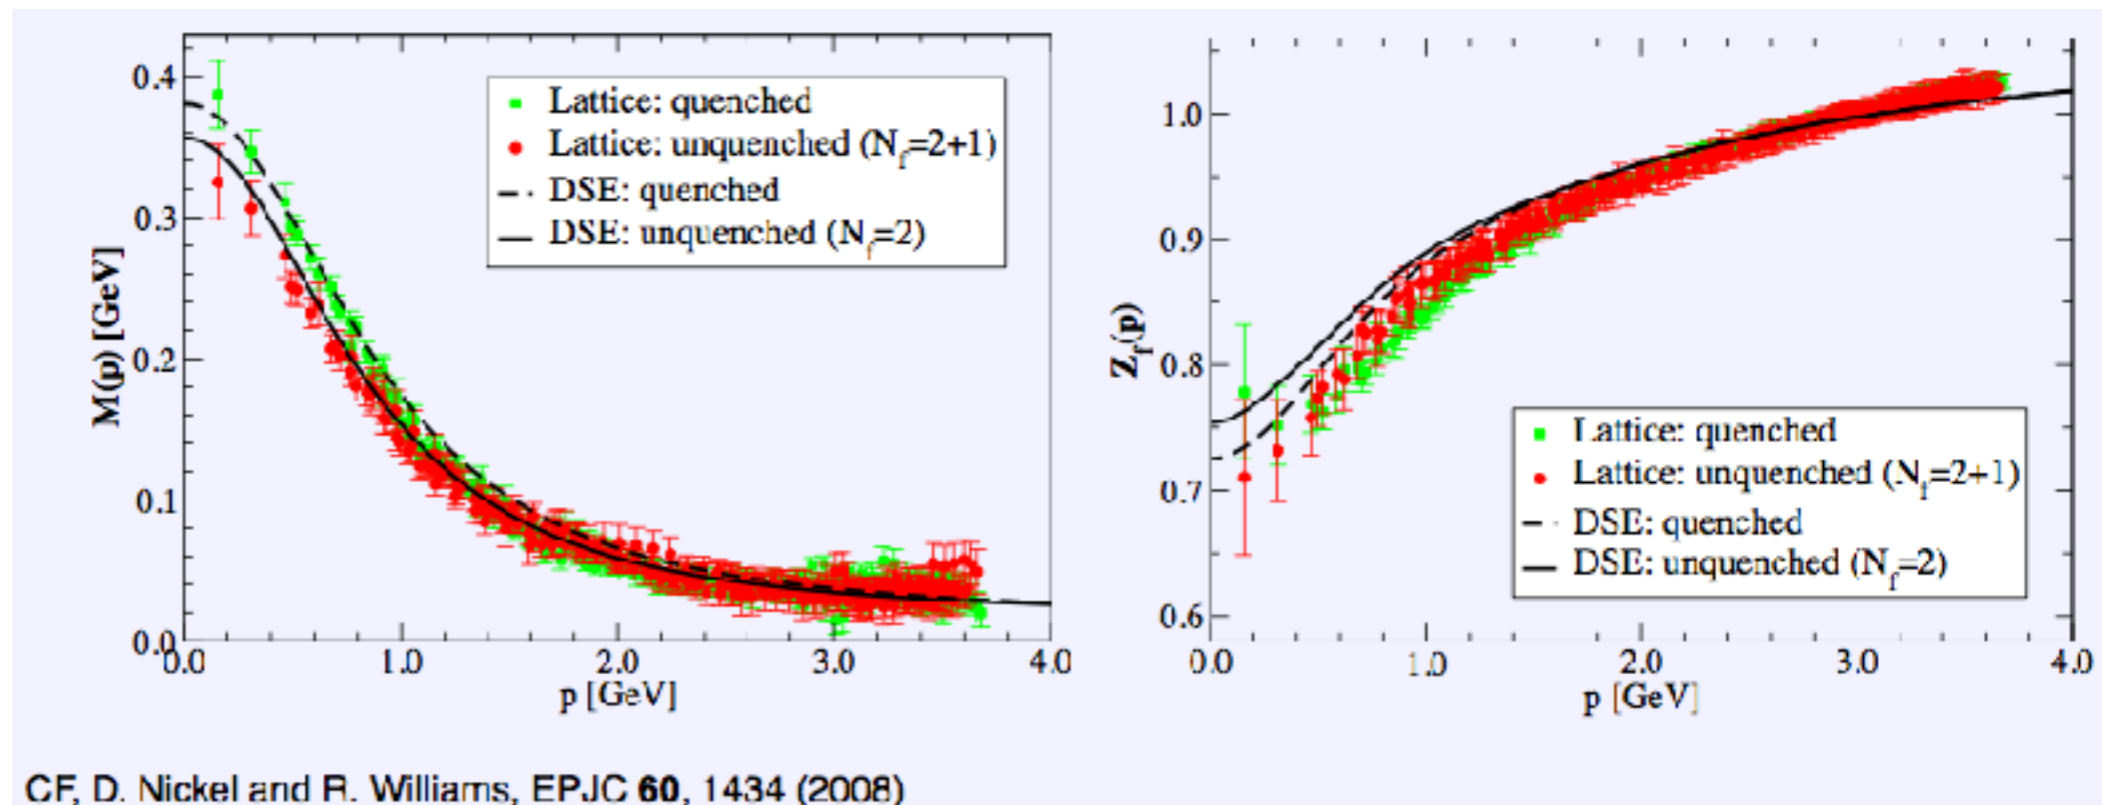 0.4
0.3
0.2
0.1
0.0
M(p) [GeV]
Lattice: quenched
Lattice: unquenched (N_f=2+1)
DSE: quenched
DSE: unquenched (N_f=2)
0.0 1.0 2.0 3.0 4.0
p [GeV]
1.0
0.9
0.8
0.7
0.6
Z_f(p)
Lattice: quenched
Lattice: unquenched (N_f=2+1)
DSE: quenched
DSE: unquenched (N_f=2)
0.0 1.0 2.0 3.0 4.0
p [GeV]
CF, D. Nickel and R. Williams, EPJC 60, 1434 (2008)